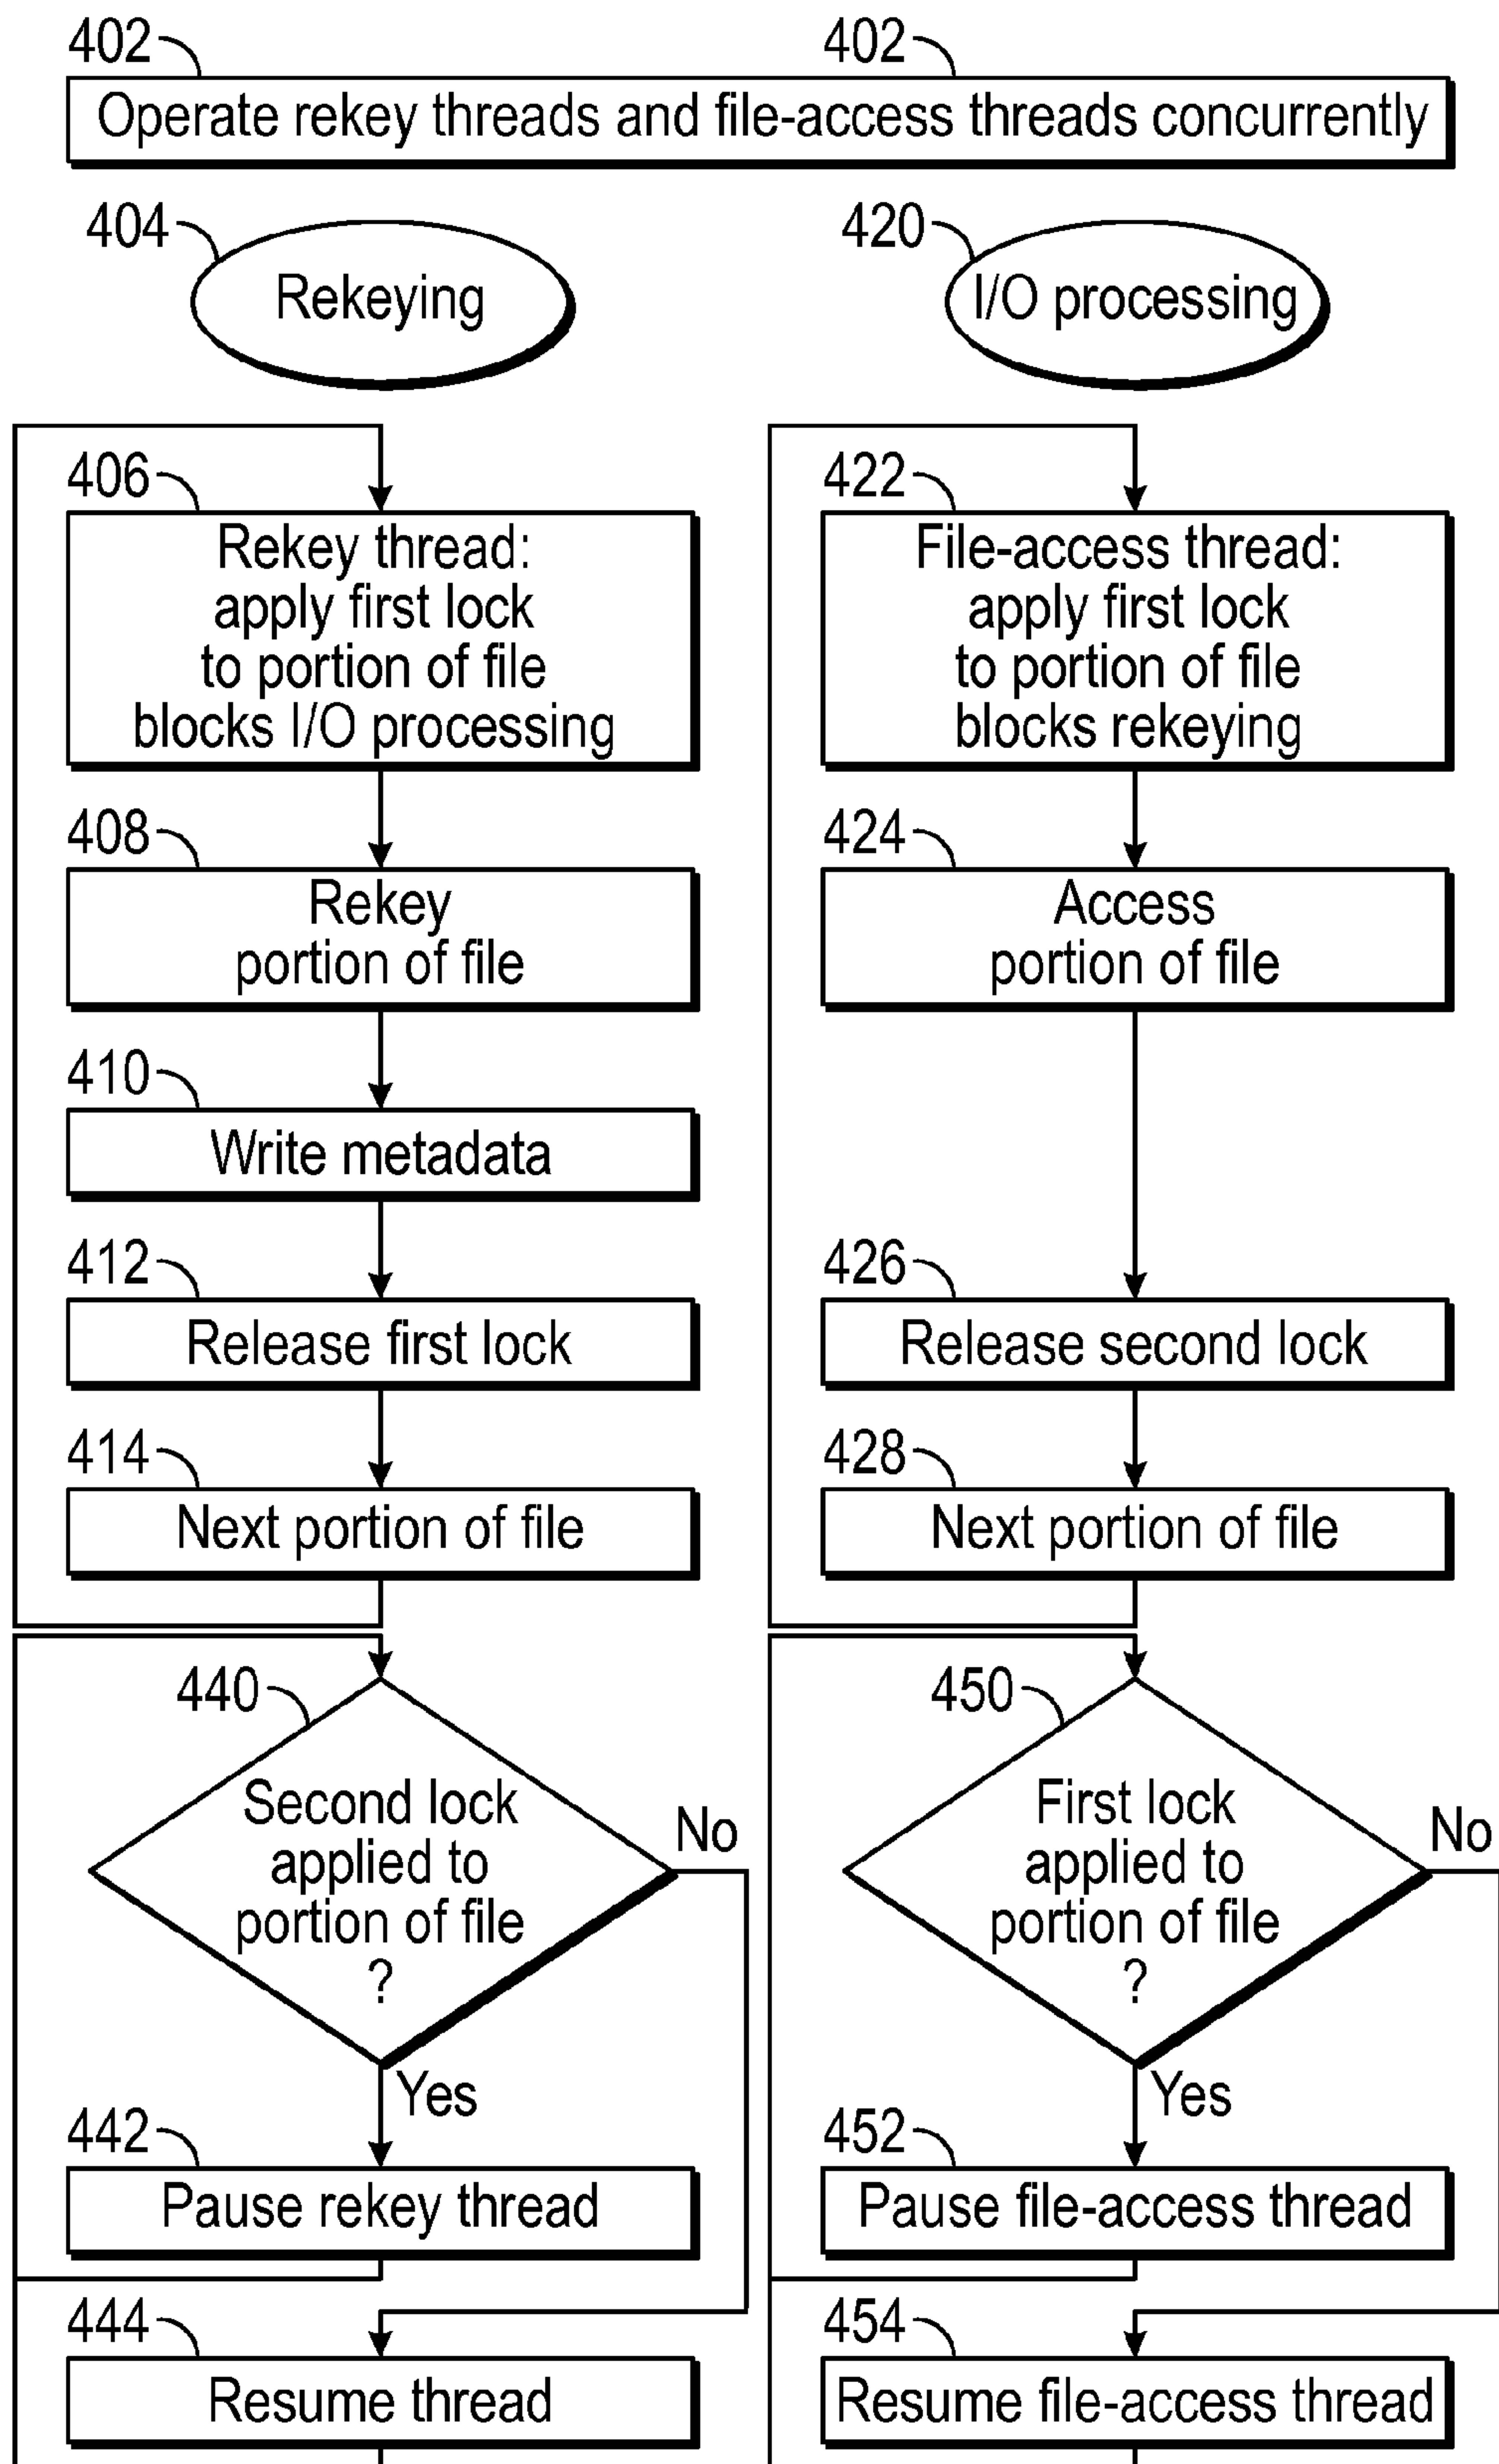 402
402
Operate rekey threads and file-access threads concurrently
404
Rekeying
420
I/O processing
406
Rekey thread:
apply first lock
to portion of file
blocks I/O processing
408
Rekey
portion of file
410
Write metadata
412
Release first lock
414
Next portion of file
422
File-access thread:
apply first lock
to portion of file
blocks rekeying
424
Access
portion of file
426
Release second lock
428
Next portion of file
440
Second lock
applied to
portion of file
?
No
Yes
442
Pause rekey thread
444
Resume thread
450
First lock
applied to
portion of file
?
No
Yes
452
Pause file-access thread
454
Resume file-access thread